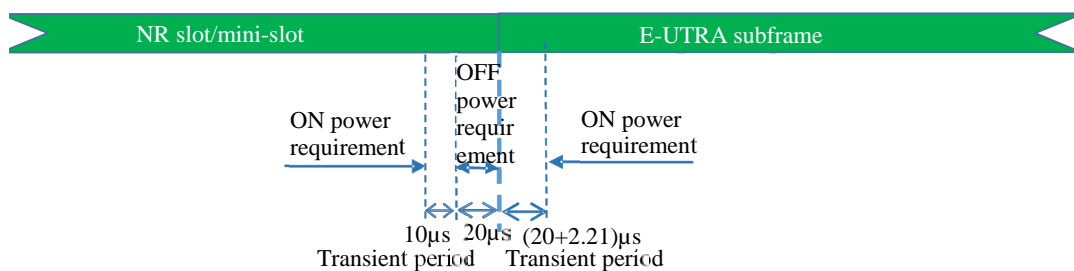 NR slot/mini-slot
E-UTRA subframe
OFF
power
requir
ement
ON power
requirement
ON power
requirement
10µs
20µs
(20+2.21)µs
Transient period
Transient period